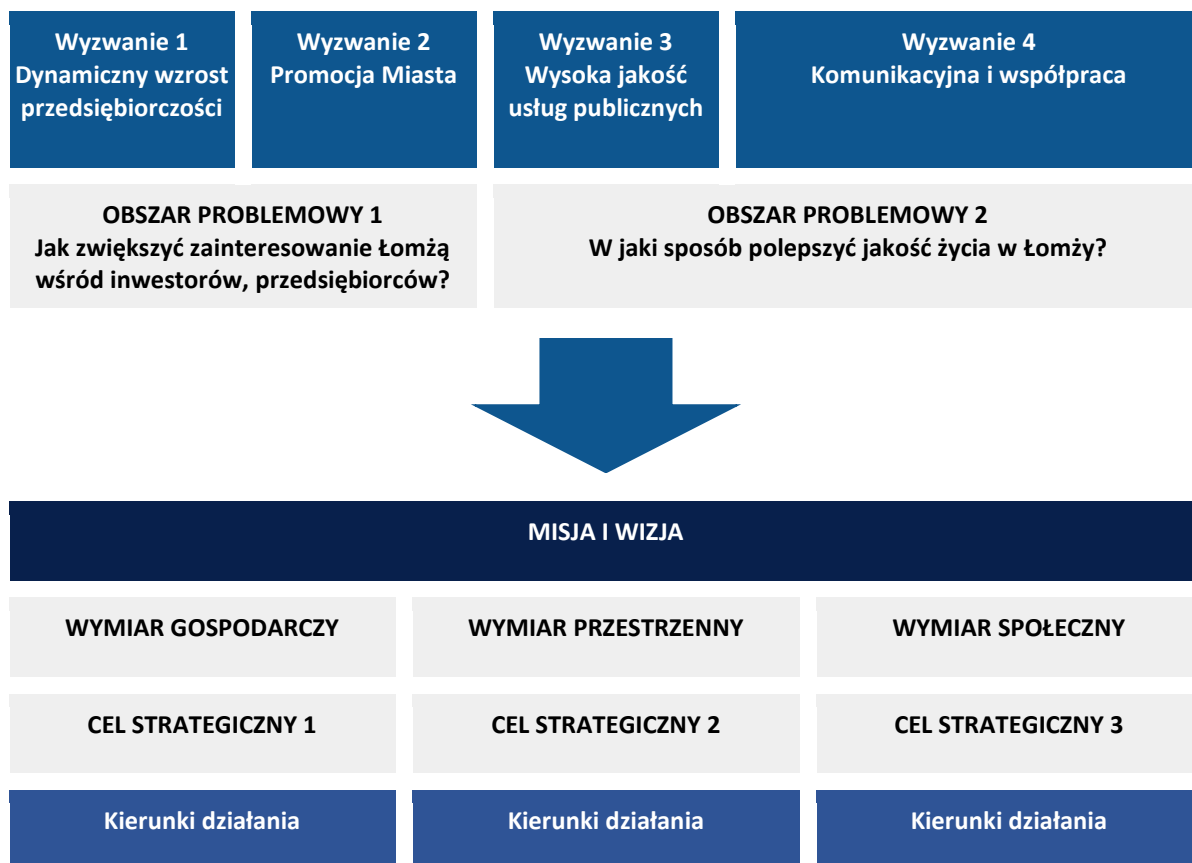 Wyzwanie 1
Dynamiczny wzrost
przedsiębiorczości
Wyzwanie 2
Promocja Miasta
Wyzwanie 3
Wysoka jakość
usług publicznych
Wyzwanie 4
Komunikacyjna i współpraca
OBSZAR PROBLEMOWY 1
Jak zwiększyć zainteresowanie Łomżą
wśród inwestorów, przedsiębiorców?
OBSZAR PROBLEMOWY 2
W jaki sposób polepszyć jakość życia w Łomży?
MISJA I WIZJA
WYMIAR GOSPODARCZY
WYMIAR PRZESTRZENNY
WYMIAR SPOŁECZNY
CEL STRATEGICZNY 1
CEL STRATEGICZNY 2
CEL STRATEGICZNY 3
Kierunki działania
Kierunki działania
Kierunki działania